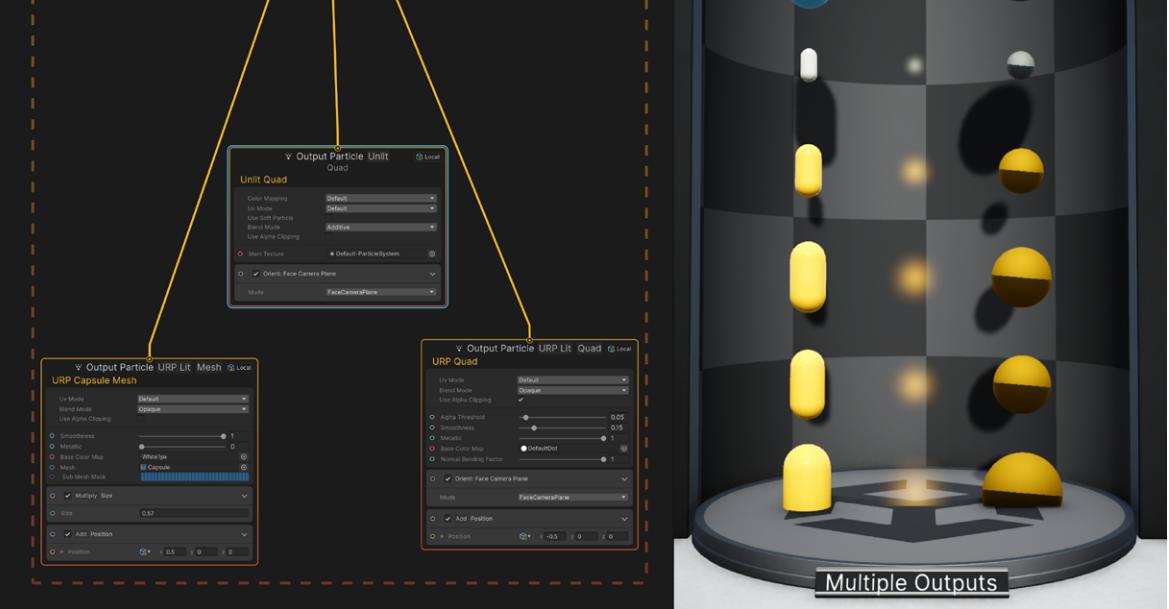 Output Particle Unlit
Local
Quad
Unlit Quad
Color Mapping Default
Uv Mode Default
Use Soft Particle
Blend Mode Additive
Use Alpha Clipping
Main Texture Default-ParticleSystem
Orient: Face Camera Plane
Mode FaceCameraPlane
Output Particle URP Lit Mesh Local
URP Capsule Mesh
Uv Mode Default
Blend Mode Opaque
Use Alpha Clipping
Smoothness 1
Metallic 0
Base Color Map White1px
Mesh Capsule
Sub Mesh Mask
Multiply Size
Size 0.57
Add Position
Position x 0.5 y 0 z 0
Output Particle URP Lit Quad Local
URP Quad
Uv Mode Default
Blend Mode Opaque
Use Alpha Clipping
Alpha Threshold 0.05
Smoothness 0.15
Metallic 1
Base Color Map DefaultDot
Normal Bending Factor 1
Orient: Face Camera Plane
Mode FaceCameraPlane
Add Position
Position x -0.5 y 0 z 0
Multiple Outputs